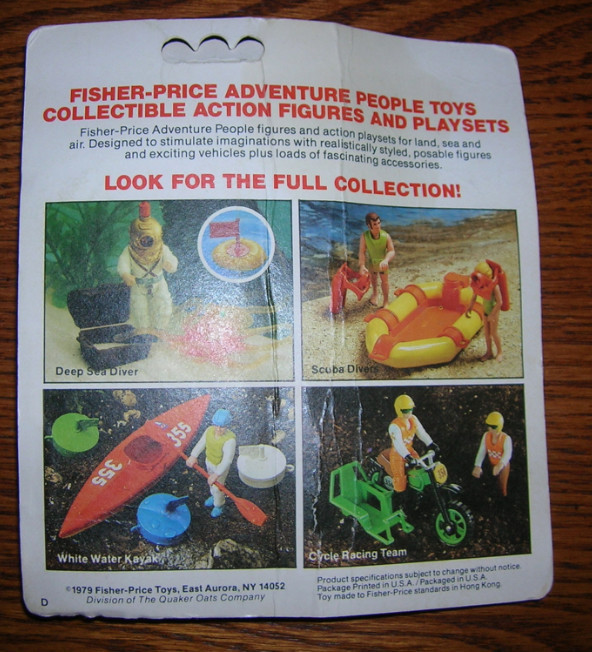 FISHER-PRICE ADVENTURE PEOPLE TOYS
COLLECTIBLE ACTION FIGURES AND PLAYSETS
Fisher-Price Adventure People figures and action playsets for land, sea and
air. Designed to stimulate imaginations with realistically styled, posable figures
and exciting vehicles plus loads of fascinating accessories.
LOOK FOR THE FULL COLLECTION!
Deep Sea Diver
Scuba Divers
355
355
White Water Kayak
Cycle Racing Team
©1979 Fisher-Price Toys, East Aurora, NY 14052
Division of The Quaker Oats Company
D
Product specifications subject to change without notice.
Package Printed in U.S.A. / Packaged in U.S.A.
Toy made to Fisher-Price standards in Hong Kong.